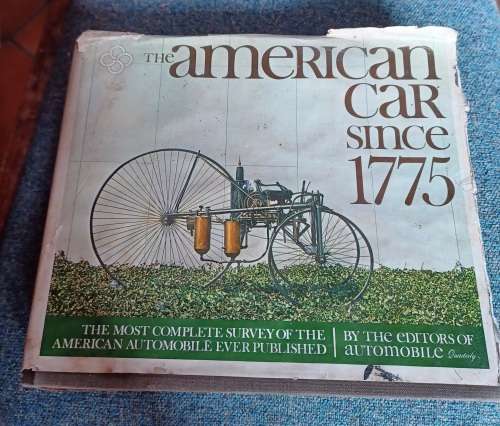 THE american
car
since
1775
THE MOST COMPLETE SURVEY OF THE
AMERICAN AUTOMOBILE EVER PUBLISHED
BY THE EDITORS OF
AUTOMOBILE Quarterly